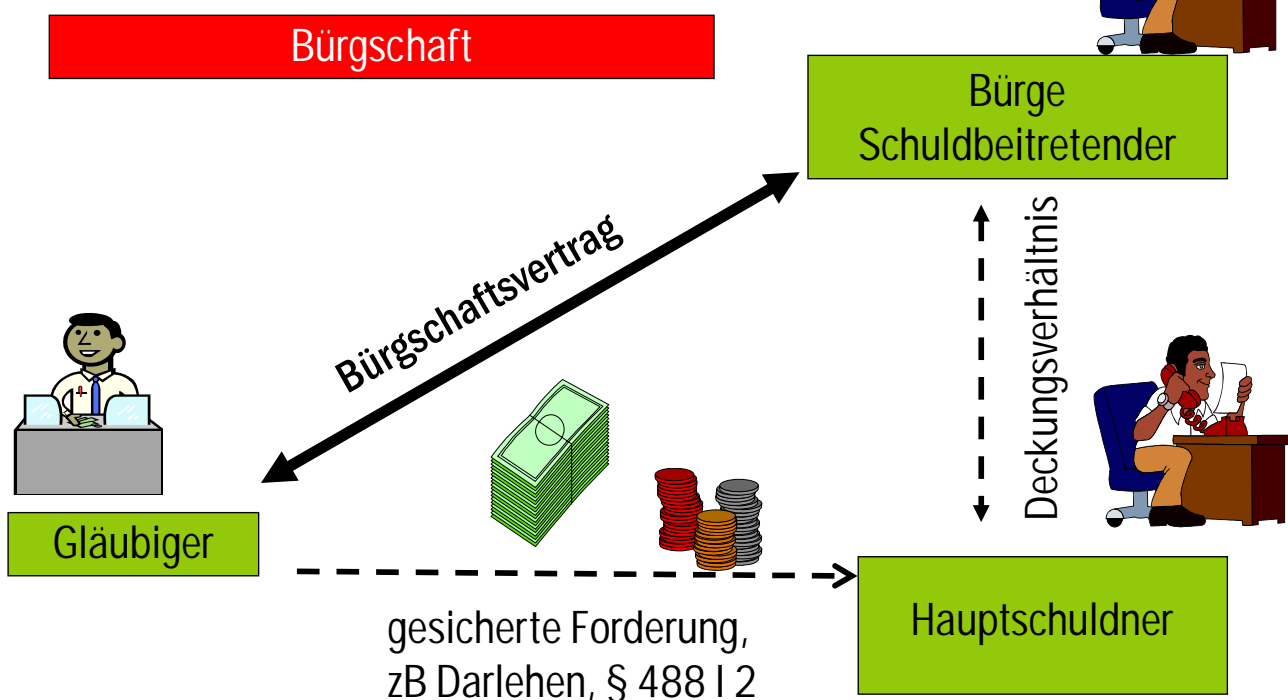 Bürgschaft
Bürge
Schuldbeitretender
Bürgschaftsvertrag
Deckungsverhältnis
Gläubiger
Hauptschuldner
gesicherte Forderung,
zB Darlehen, § 488 I 2